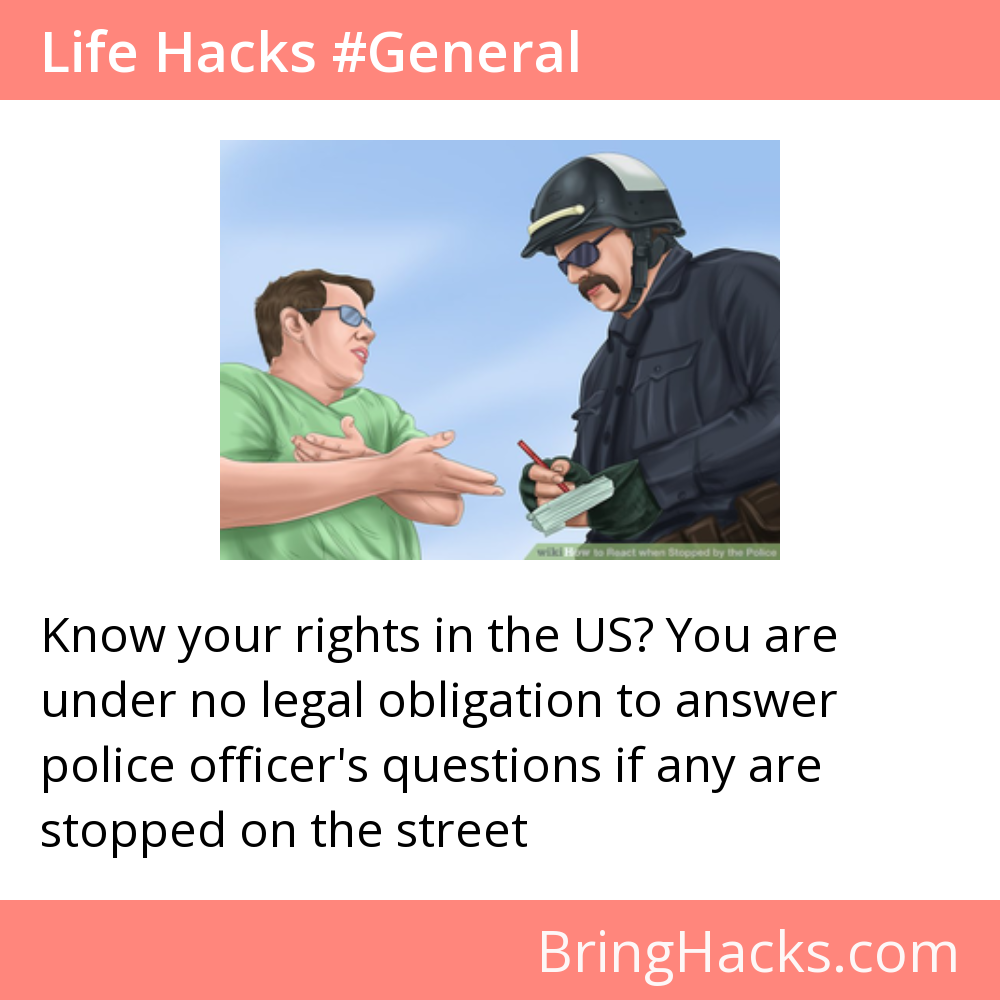 Life Hacks #General
wikiHow to React when Stopped by the Police
Know your rights in the US? You are
under no legal obligation to answer
police officer's questions if any are
stopped on the street
BringHacks.com